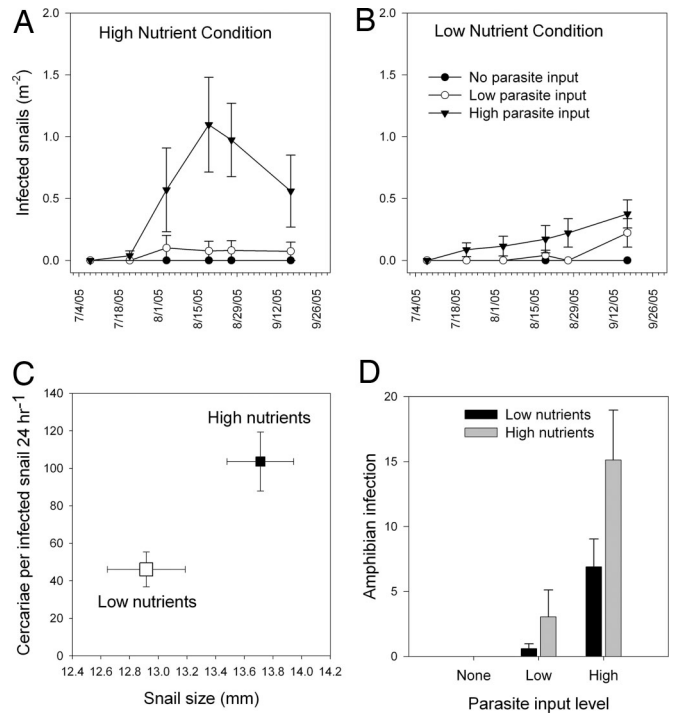 A
High Nutrient Condition
Infected snails (m-2)
2.0
1.5
1.0
0.5
0.0
7/4/05
7/18/05
8/1/05
8/15/05
8/29/05
9/12/05
9/26/05
B
Low Nutrient Condition
No parasite input
Low parasite input
High parasite input
2.0
1.5
1.0
0.5
0.0
7/4/05
7/18/05
8/1/05
8/15/05
8/29/05
9/12/05
9/26/05
C
Cercariae per infected snail 24 hr-1
140
120
100
80
60
40
20
0
High nutrients
Low nutrients
12.4
12.6
12.8
13.0
13.2
13.4
13.6
13.8
14.0
14.2
Snail size (mm)
D
Low nutrients
High nutrients
Amphibian infection
20
15
10
5
0
None
Low
High
Parasite input level